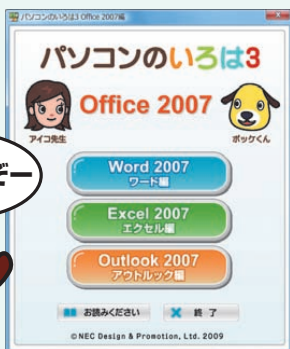 パソコンのいろは3 Office 2007編
パソコンのいろは3
Office 2007
アイコ先生
ポックくん
Word 2007
ワード編
Excel 2007
エクセル編
Outlook 2007
アウトルック編
お読みください
終 了
©NEC Design & Promotion, Ltd. 2009